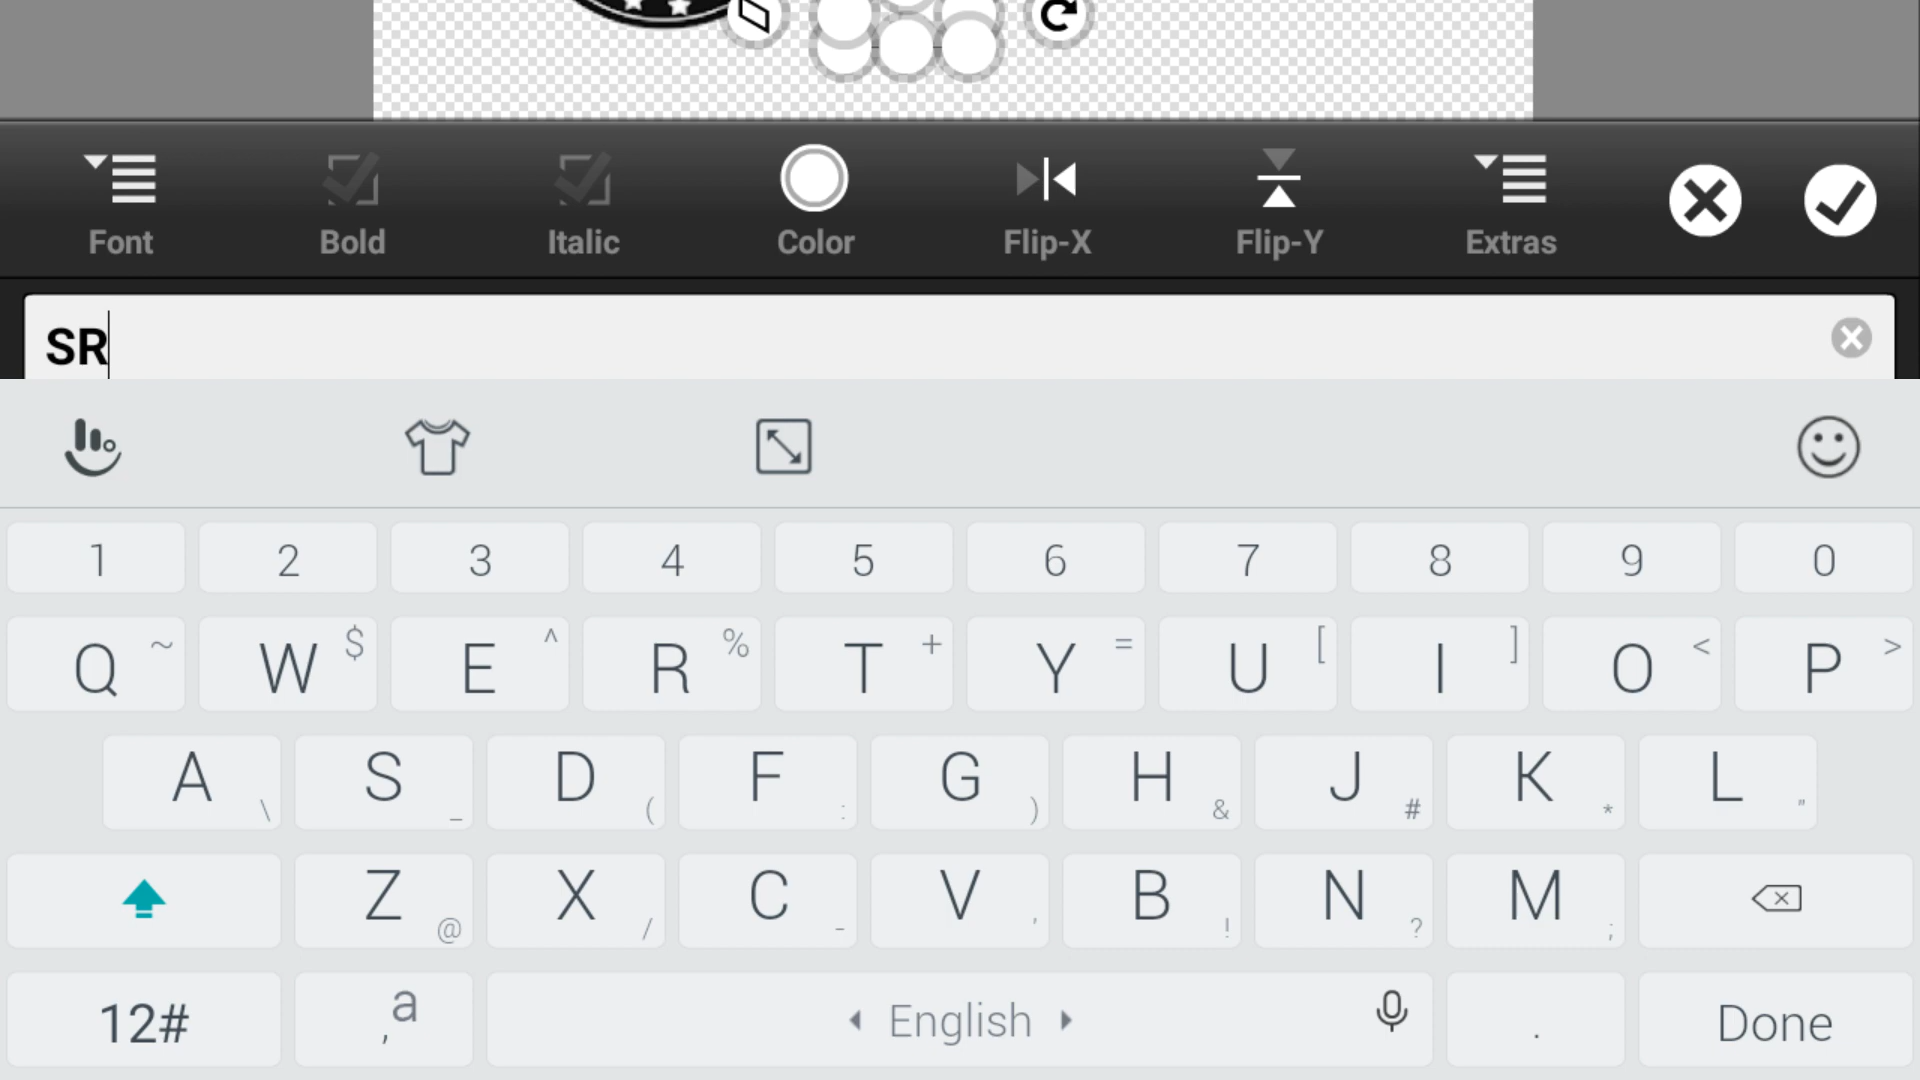 Font Bold Italic Color Flip-X Flip-Y Extras
SR
1 2 3 4 5 6 7 8 9 0
Q ~ W $ E ^ R % T + Y = U [ I ] O < P >
A \ S _ D ( F : G ) H & J # K * L "
Z @ X / C - V ' B ! N ? M ;
12# , a English . Done